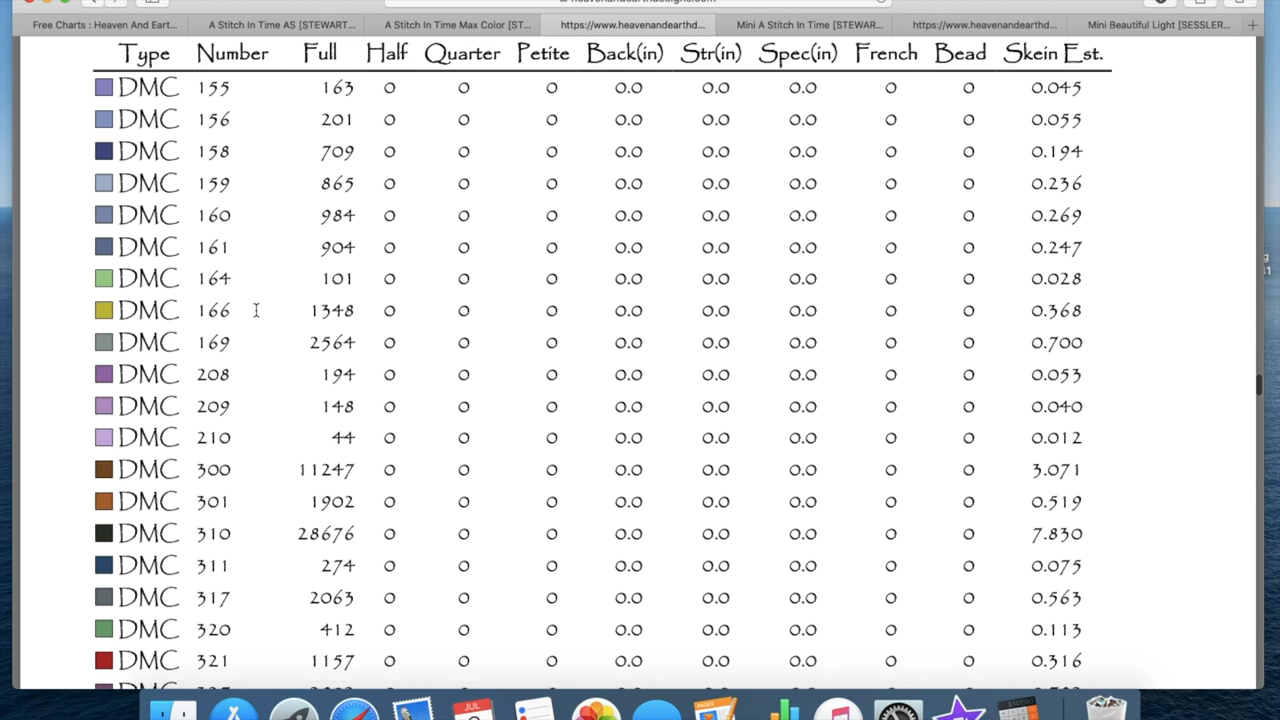 Free Charts : Heaven And Eart... A Stitch In Time AS [STEWART... A Stitch In Time Max Color [ST... https://www.heavenandearthd... Mini A Stitch In Time [STEWAR... https://www.heavenandearthd... Mini Beautiful Light [SESSLER...
Type Number Full Half Quarter Petite Back(in) Str(in) Spec(in) French Bead Skein Est.
DMC 155 163 0 0 0 0.0 0.0 0.0 0 0 0.045
DMC 156 201 0 0 0 0.0 0.0 0.0 0 0 0.055
DMC 158 709 0 0 0 0.0 0.0 0.0 0 0 0.194
DMC 159 865 0 0 0 0.0 0.0 0.0 0 0 0.236
DMC 160 984 0 0 0 0.0 0.0 0.0 0 0 0.269
DMC 161 904 0 0 0 0.0 0.0 0.0 0 0 0.247
DMC 164 101 0 0 0 0.0 0.0 0.0 0 0 0.028
DMC 166 1348 0 0 0 0.0 0.0 0.0 0 0 0.368
DMC 169 2564 0 0 0 0.0 0.0 0.0 0 0 0.700
DMC 208 194 0 0 0 0.0 0.0 0.0 0 0 0.053
DMC 209 148 0 0 0 0.0 0.0 0.0 0 0 0.040
DMC 210 44 0 0 0 0.0 0.0 0.0 0 0 0.012
DMC 300 11247 0 0 0 0.0 0.0 0.0 0 0 3.071
DMC 301 1902 0 0 0 0.0 0.0 0.0 0 0 0.519
DMC 310 28676 0 0 0 0.0 0.0 0.0 0 0 7.830
DMC 311 274 0 0 0 0.0 0.0 0.0 0 0 0.075
DMC 317 2063 0 0 0 0.0 0.0 0.0 0 0 0.563
DMC 320 412 0 0 0 0.0 0.0 0.0 0 0 0.113
DMC 321 1157 0 0 0 0.0 0.0 0.0 0 0 0.316
JUL